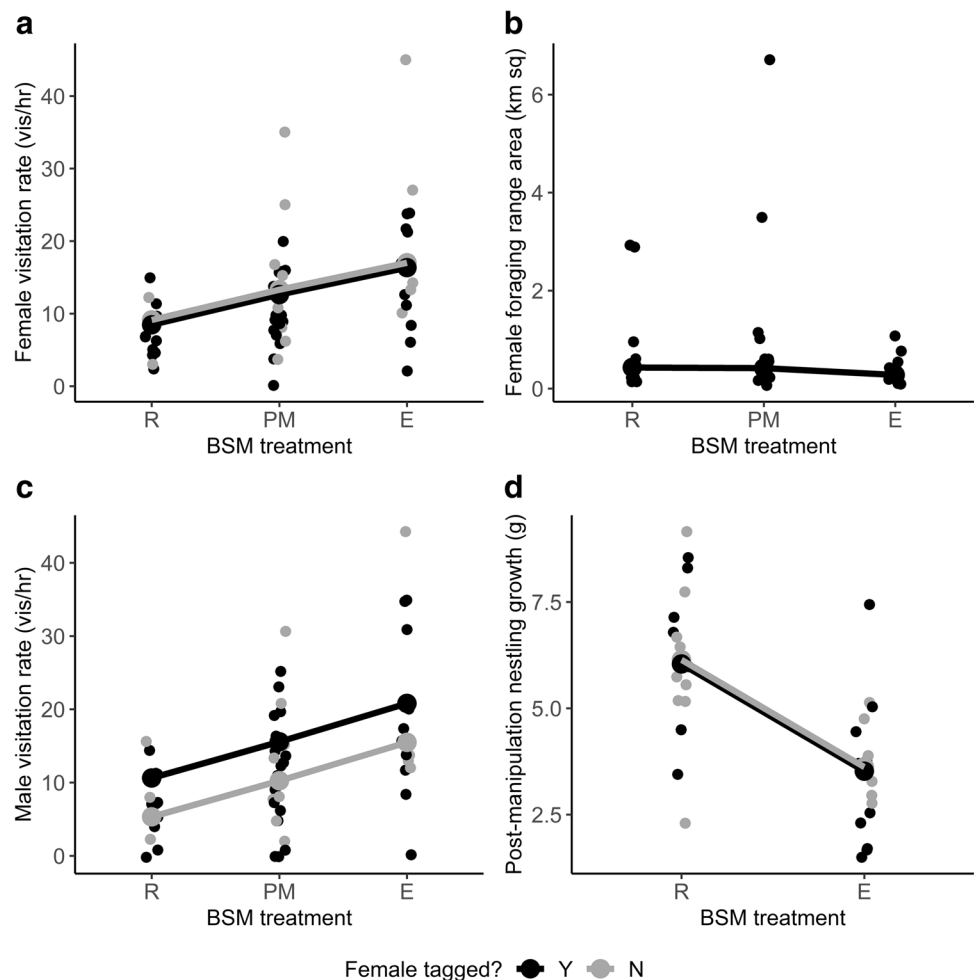 a
Female visitation rate (vis/hr)
40
30
20
10
0
R PM E
BSM treatment
b
Female foraging range area (km sq)
6
4
2
0
R PM E
BSM treatment
c
Male visitation rate (vis/hr)
40
30
20
10
0
R PM E
BSM treatment
d
Post-manipulation nestling growth (g)
7.5
5.0
2.5
R E
BSM treatment
Female tagged? Y N